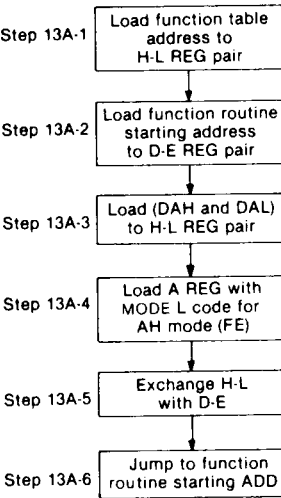 Step 13A-1
Load function table
address to
H-L REG pair
Step 13A-2
Load function routine
starting address
to D-E REG pair
Step 13A-3
Load (DAH and DAL)
to H-L REG pair
Step 13A-4
Load A REG with
MODE L code for
AH mode (FE)
Step 13A-5
Exchange H-L
with D-E
Step 13A-6
Jump to function
routine starting ADD